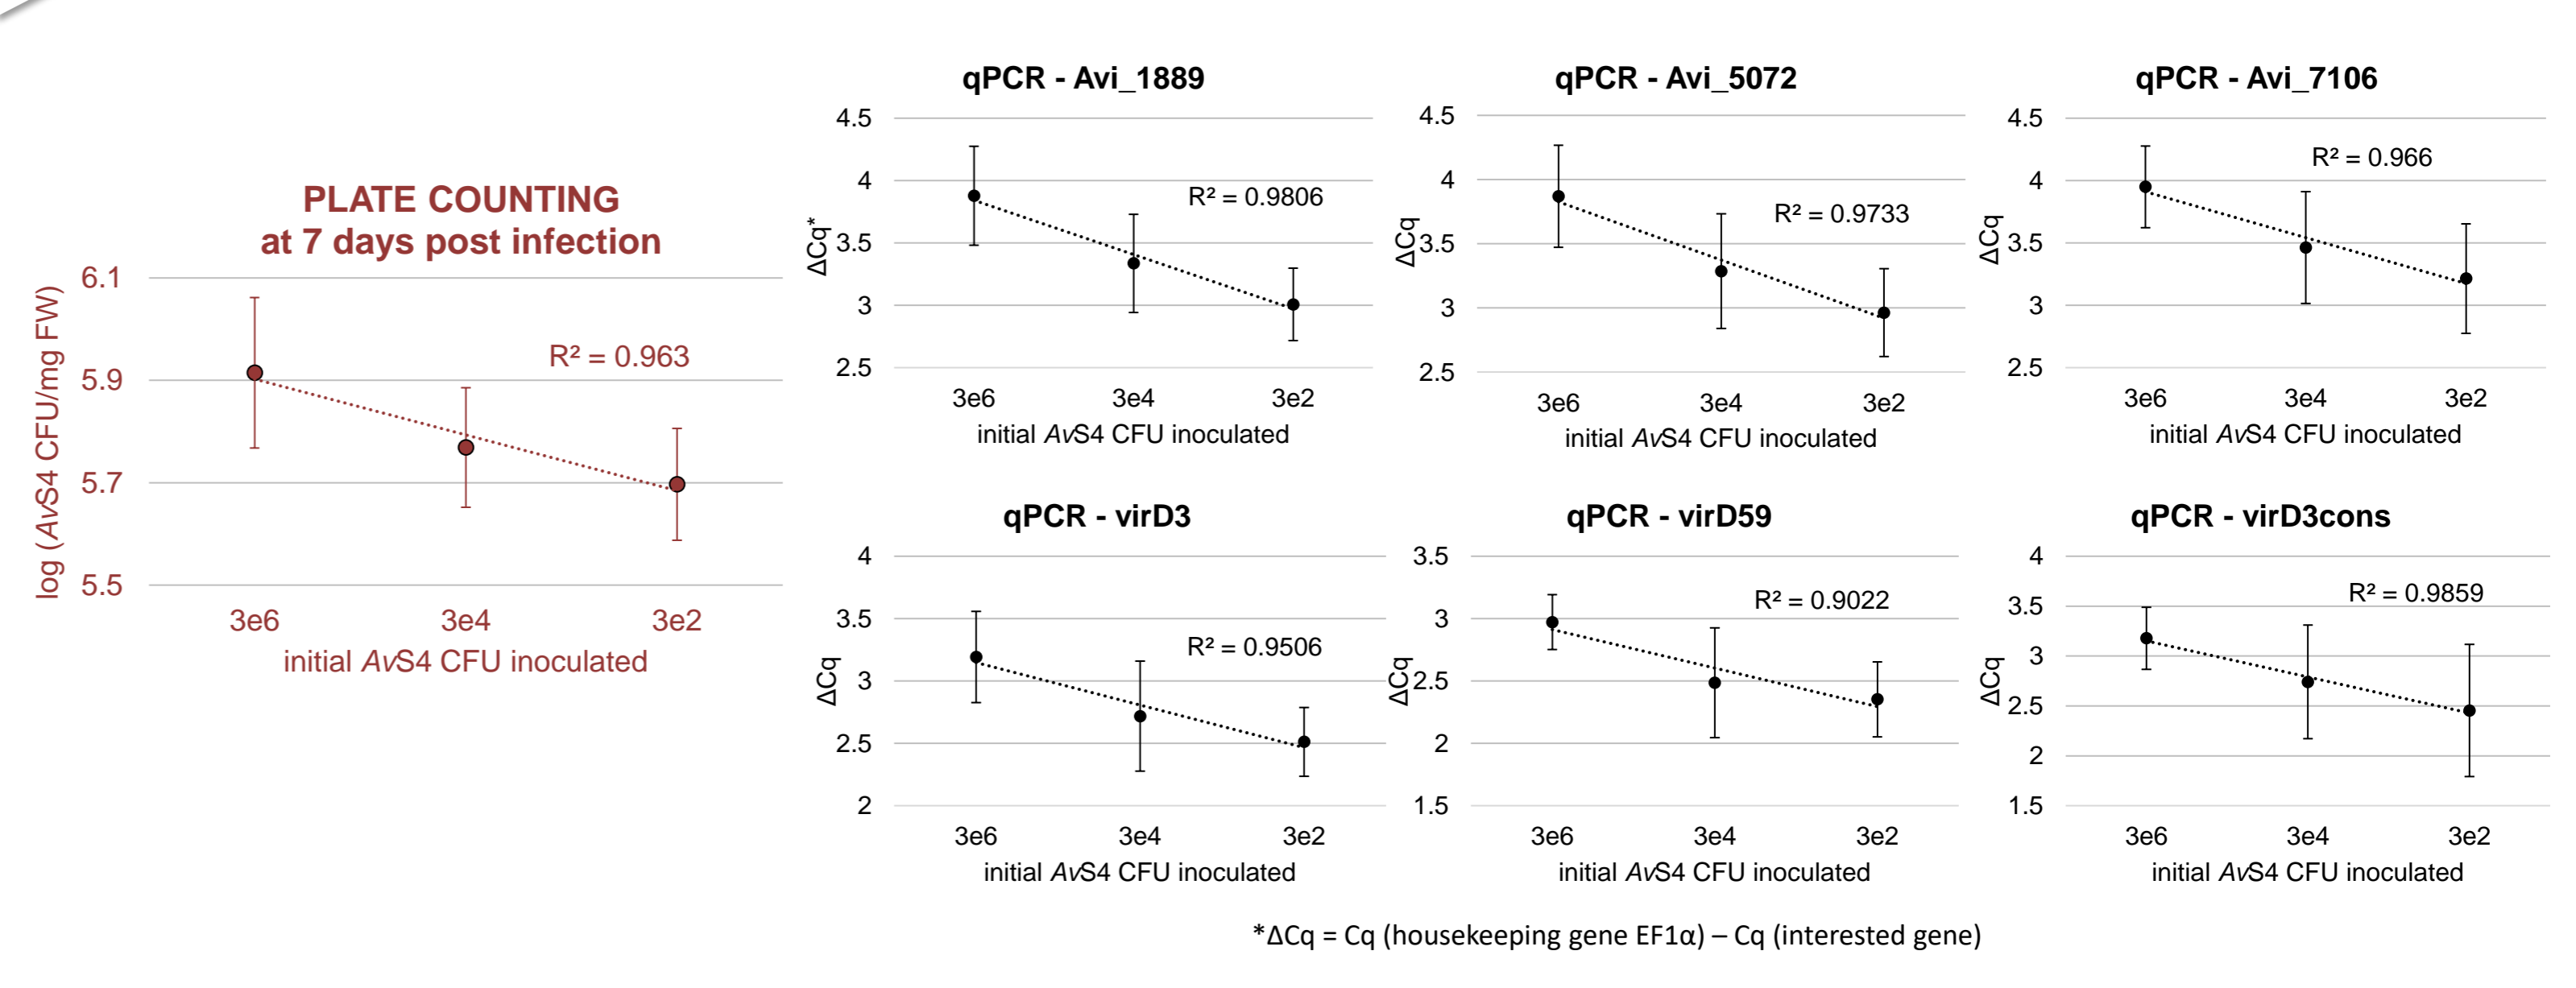 PLATE COUNTING
at 7 days post infection
log (AvS4 CFU/mg FW)
6.1
5.9
5.7
5.5
R² = 0.963
3e6 3e4 3e2
initial AvS4 CFU inoculated
qPCR - Avi_1889
ΔCq*
4.5
4
3.5
3
2.5
R² = 0.9806
3e6 3e4 3e2
initial AvS4 CFU inoculated
qPCR - Avi_5072
ΔCq
4.5
4
3.5
3
2.5
R² = 0.9733
3e6 3e4 3e2
initial AvS4 CFU inoculated
qPCR - Avi_7106
ΔCq
4.5
4
3.5
3
2.5
R² = 0.966
3e6 3e4 3e2
initial AvS4 CFU inoculated
qPCR - virD3
ΔCq
4
3.5
3
2.5
2
R² = 0.9506
3e6 3e4 3e2
initial AvS4 CFU inoculated
qPCR - virD59
ΔCq
3.5
3
2.5
2
1.5
R² = 0.9022
3e6 3e4 3e2
initial AvS4 CFU inoculated
qPCR - virD3cons
ΔCq
4
3.5
3
2.5
2
1.5
R² = 0.9859
3e6 3e4 3e2
initial AvS4 CFU inoculated
*ΔCq = Cq (housekeeping gene EF1α) – Cq (interested gene)